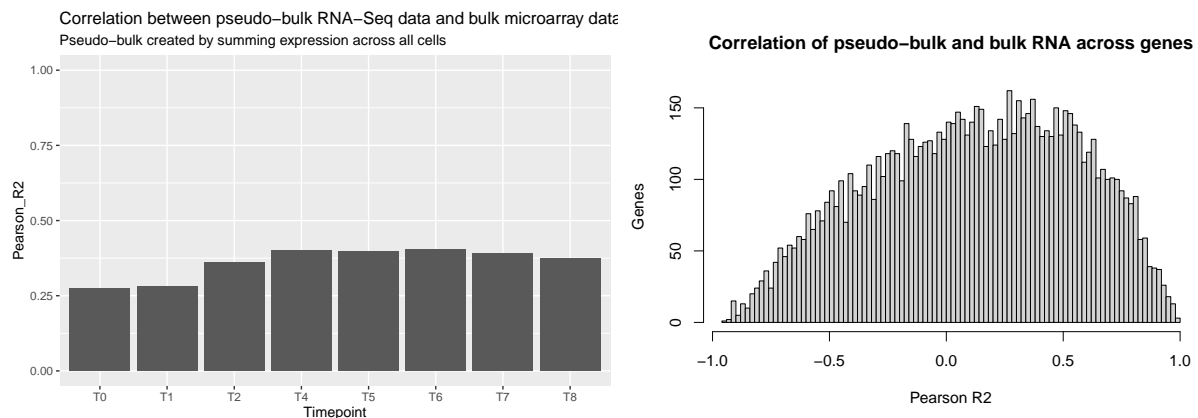 Correlation between pseudo−bulk RNA−Seq data and bulk microarray data
Pseudo−bulk created by summing expression across all cells
1.00
0.75
0.50
0.25
0.00
Pearson_R2
T0 T1 T2 T4 T5 T6 T7 T8
Timepoint
Correlation of pseudo−bulk and bulk RNA across genes
150
100
50
0
Genes
−1.0 −0.5 0.0 0.5 1.0
Pearson R2